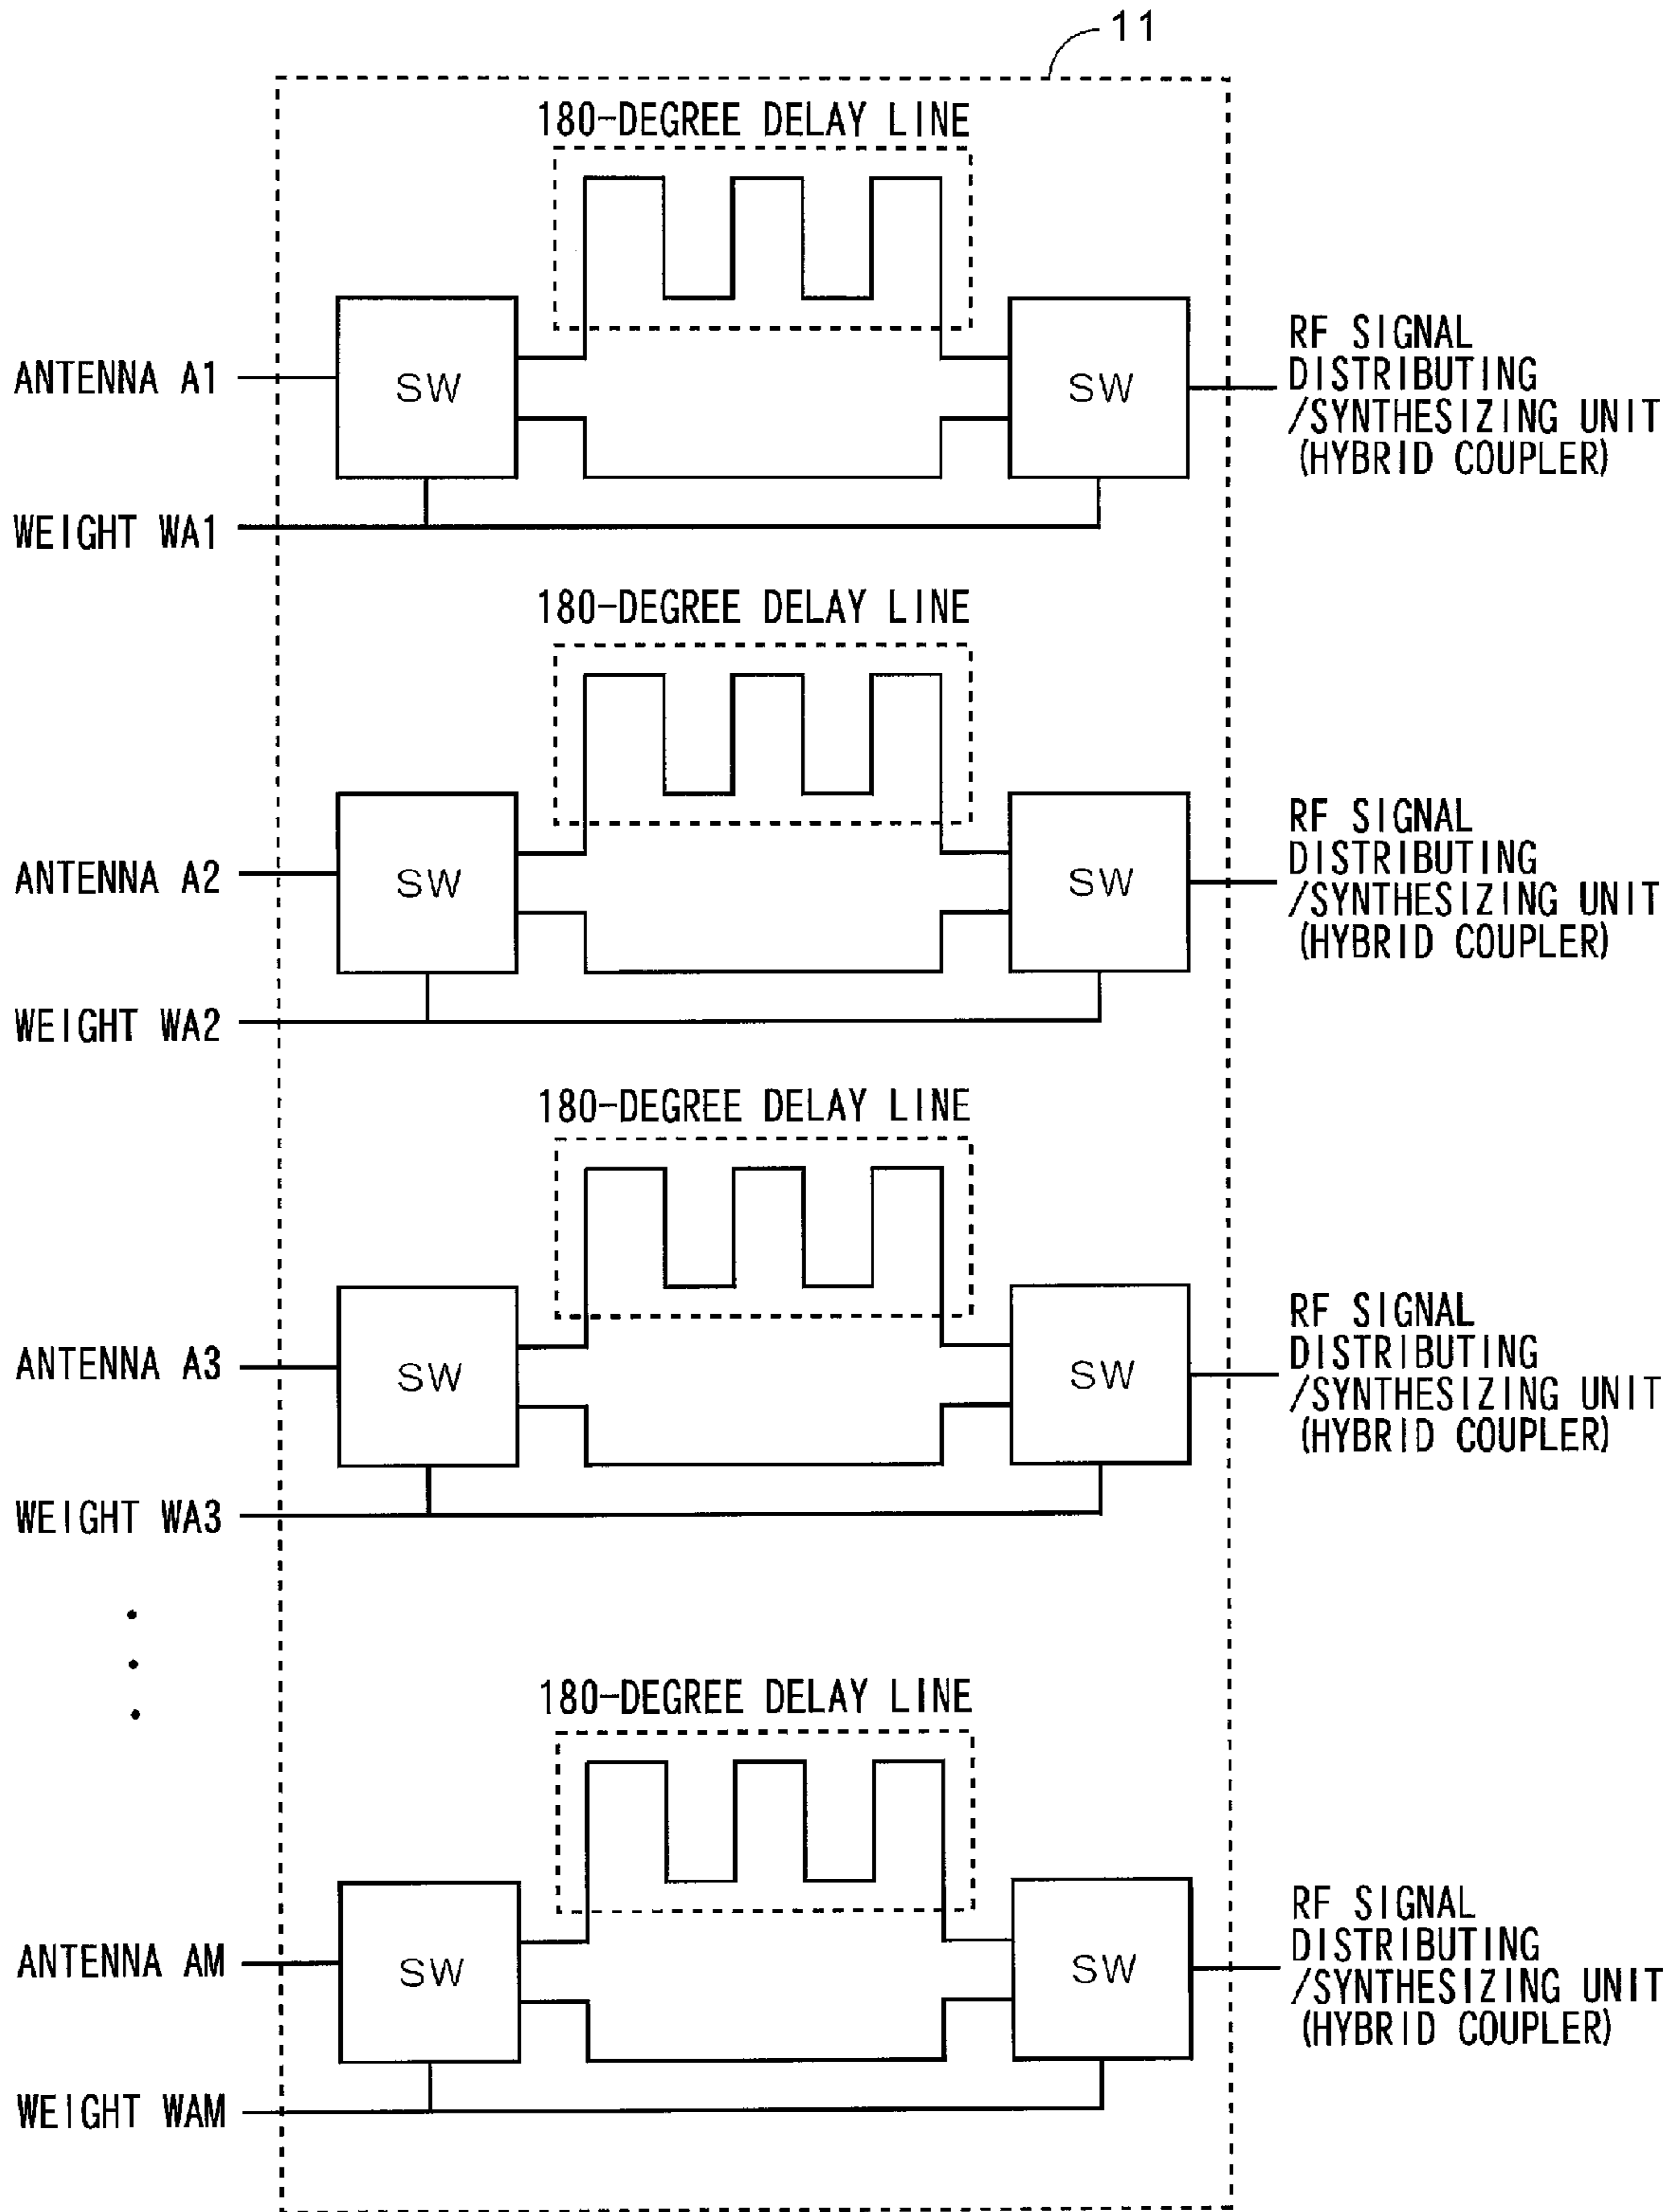 11
180-DEGREE DELAY LINE
ANTENNA A1
SW
SW
RF SIGNAL
DISTRIBUTING
/SYNTHESIZING UNIT
(HYBRID COUPLER)
WEIGHT WA1
180-DEGREE DELAY LINE
ANTENNA A2
SW
SW
RF SIGNAL
DISTRIBUTING
/SYNTHESIZING UNIT
(HYBRID COUPLER)
WEIGHT WA2
180-DEGREE DELAY LINE
ANTENNA A3
SW
SW
RF SIGNAL
DISTRIBUTING
/SYNTHESIZING UNIT
(HYBRID COUPLER)
WEIGHT WA3
180-DEGREE DELAY LINE
ANTENNA AM
SW
SW
RF SIGNAL
DISTRIBUTING
/SYNTHESIZING UNIT
(HYBRID COUPLER)
WEIGHT WAM